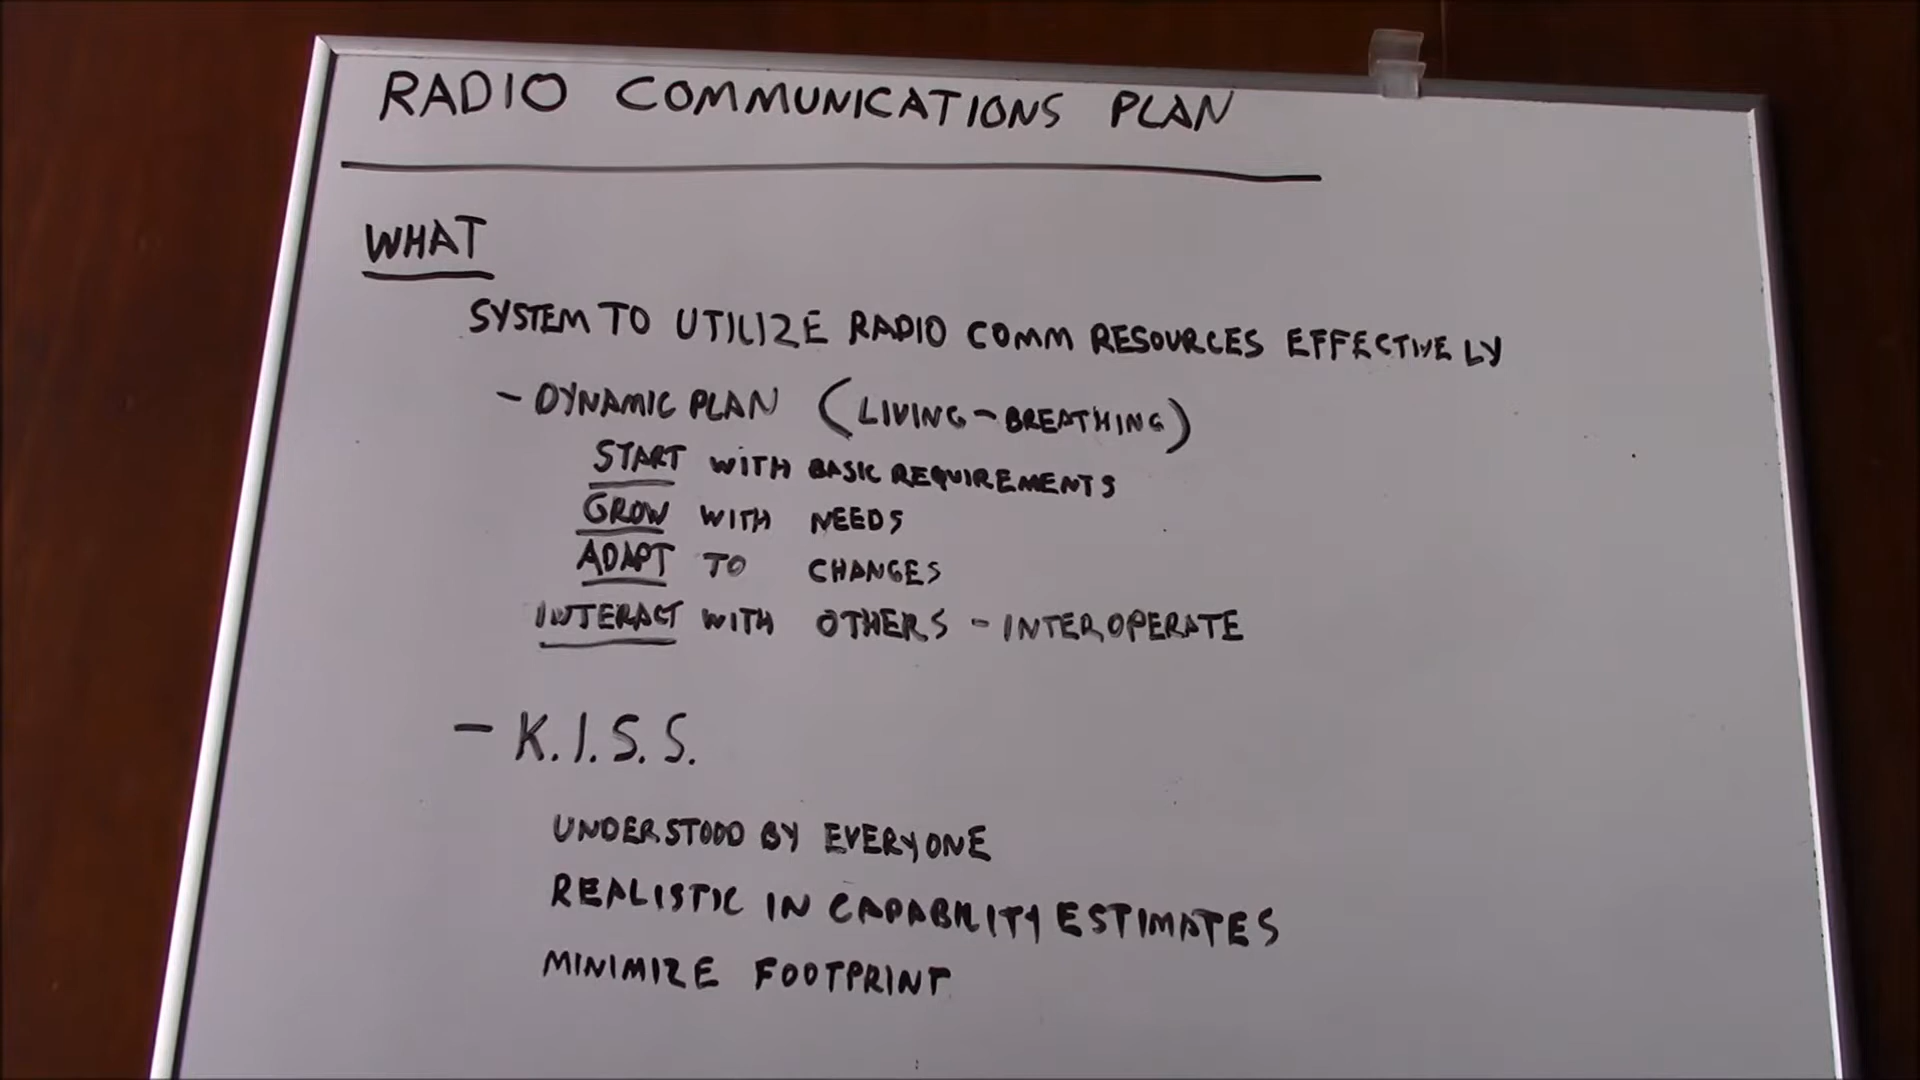 RADIO COMMUNICATIONS PLAN
WHAT
SYSTEM TO UTILIZE RADIO COMM RESOURCES EFFECTIVELY
- DYNAMIC PLAN (LIVING-BREATHING)
START WITH BASIC REQUIREMENTS
GROW WITH NEEDS
ADAPT TO CHANGES
INTERACT WITH OTHERS - INTEROPERATE
- K.I.S.S.
UNDERSTOOD BY EVERYONE
REALISTIC IN CAPABILITY ESTIMATES
MINIMIZE FOOTPRINT